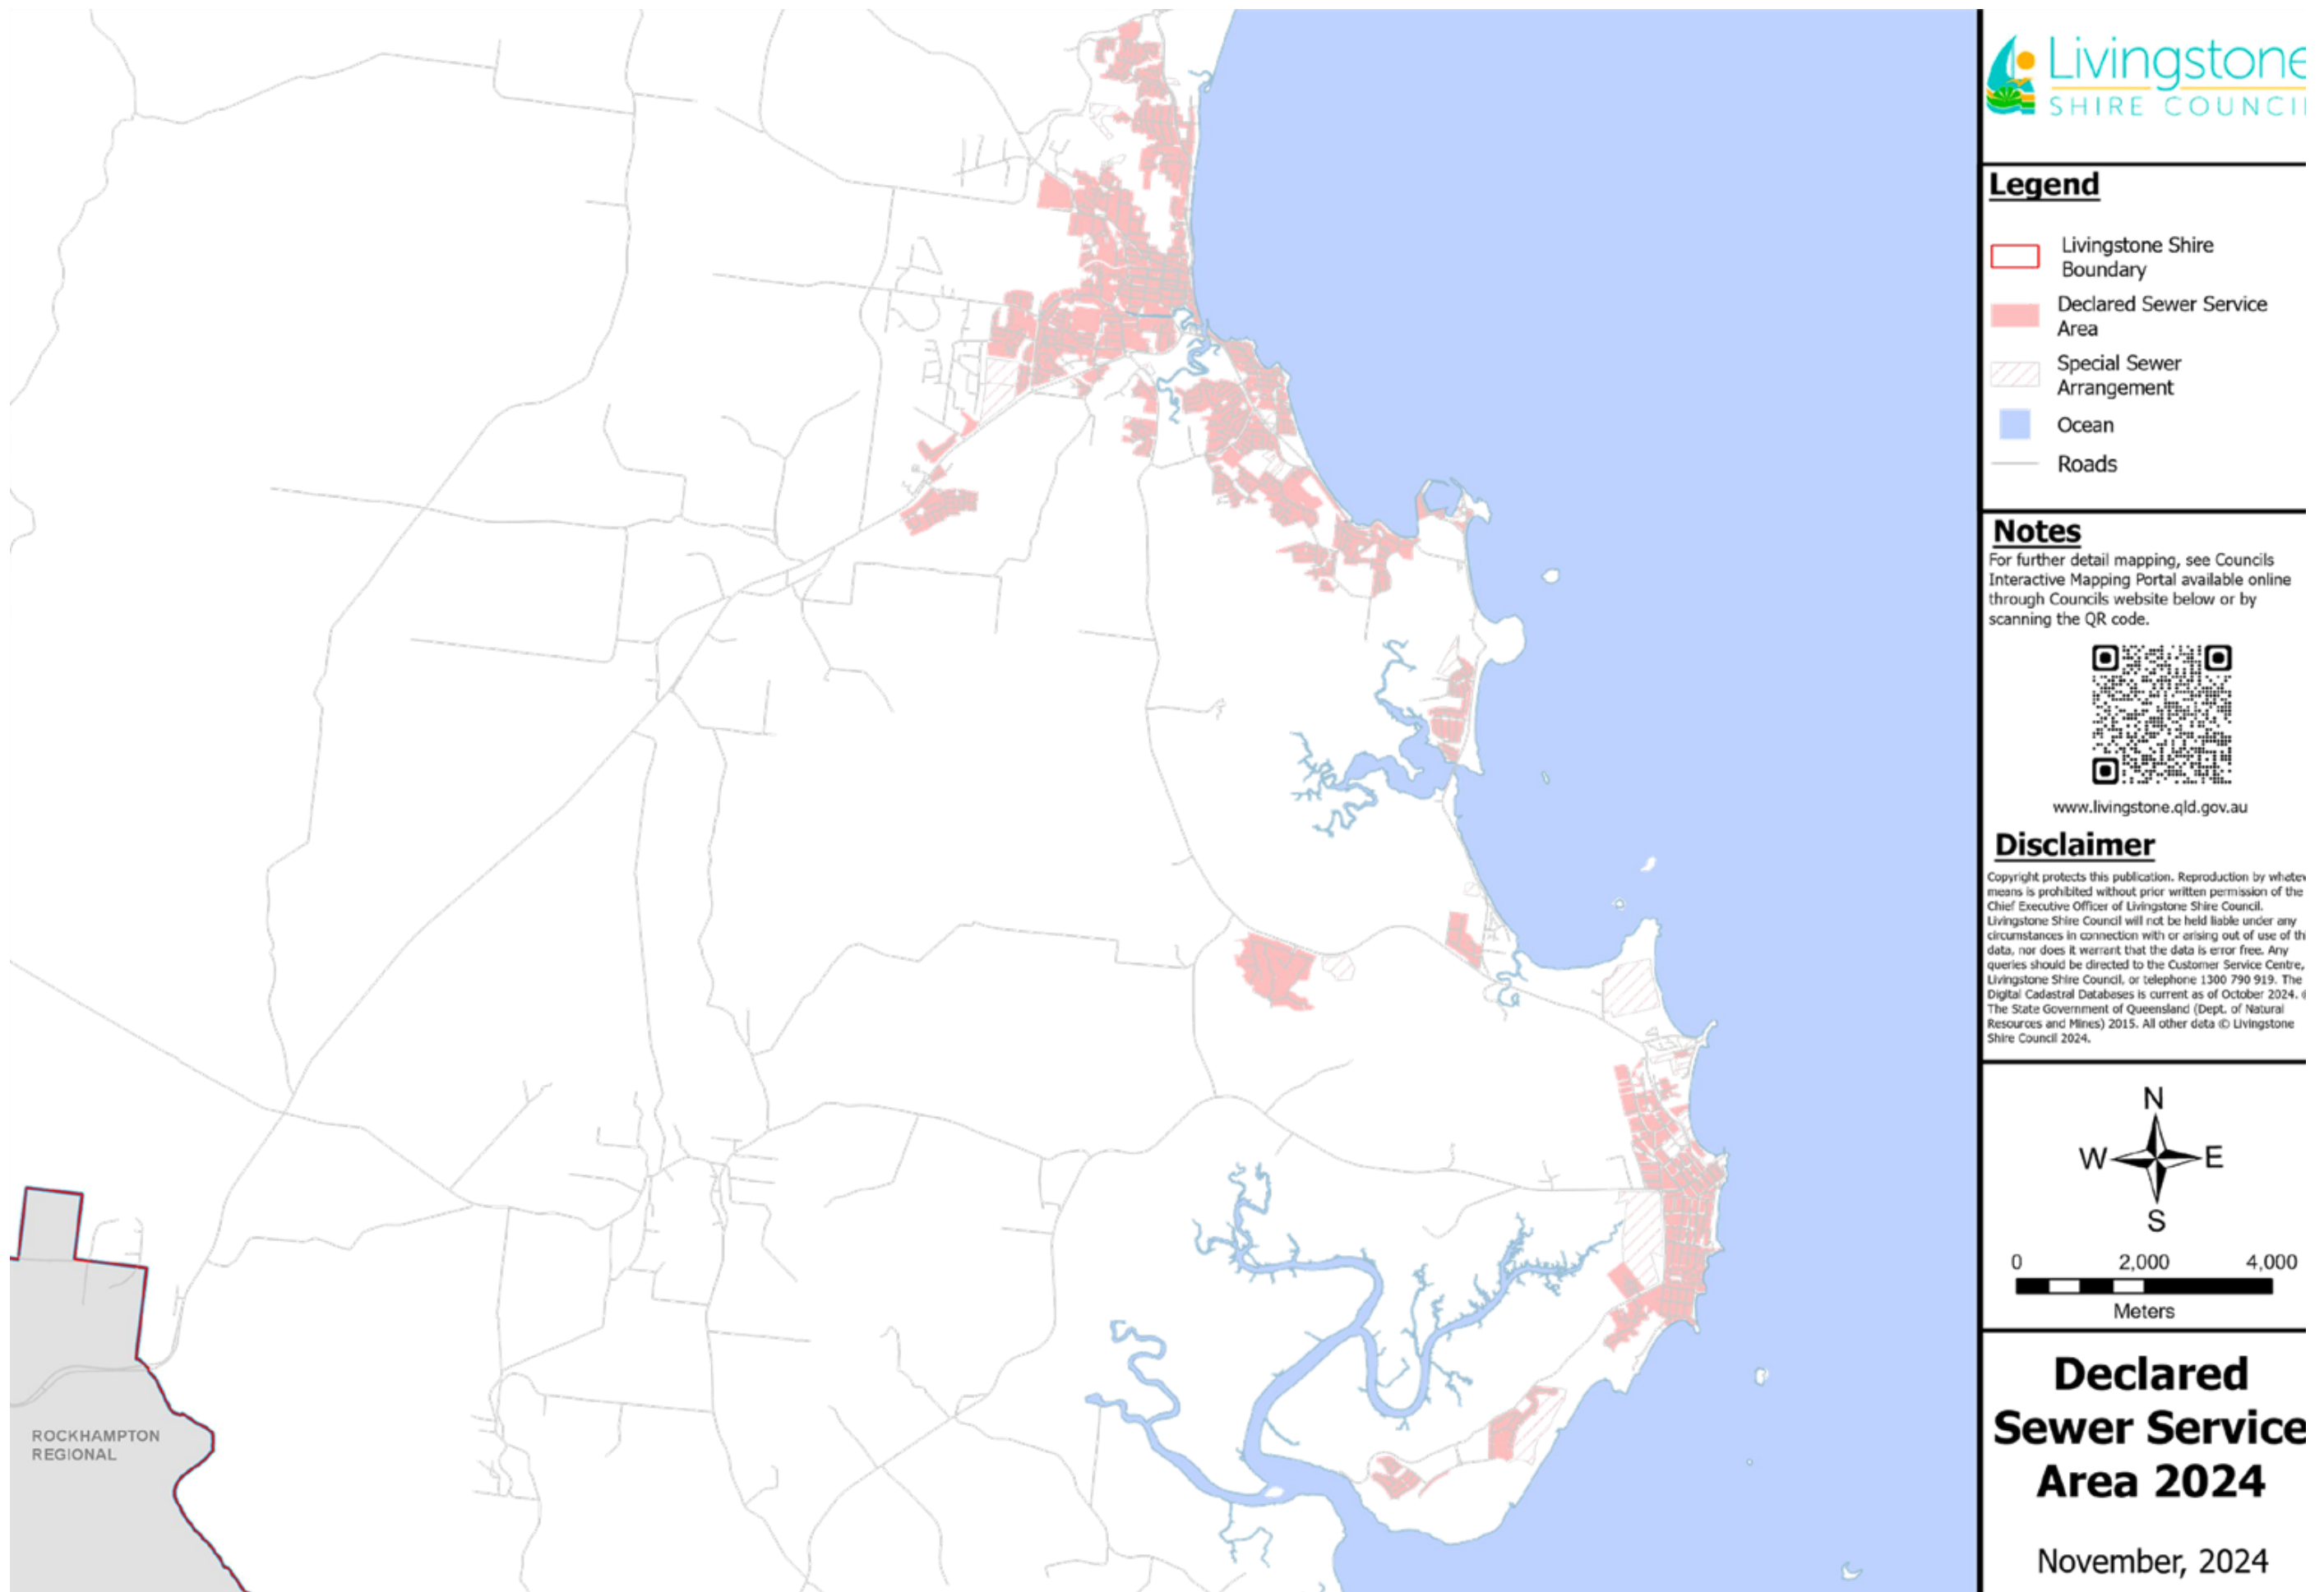 Livingstone
SHIRE COUNCIL
Legend
Livingstone Shire
Boundary
Declared Sewer Service
Area
Special Sewer
Arrangement
Ocean
Roads
Notes
For further detail mapping, see Councils
Interactive Mapping Portal available online
through Councils website below or by
scanning the QR code.
www.livingstone.qld.gov.au
Disclaimer
Copyright protects this publication. Reproduction by whatev
means is prohibited without prior written permission of the
Chief Executive Officer of Livingstone Shire Council.
Livingstone Shire Council will not be held liable under any
circumstances in connection with or arising out of use of thi
data, nor does it warrant that the data is error free. Any
queries should be directed to the Customer Service Centre,
Livingstone Shire Council, or telephone 1300 790 919. The
Digital Cadastral Databases is current as of October 2024. ©
The State Government of Queensland (Dept. of Natural
Resources and Mines) 2015. All other data © Livingstone
Shire Council 2024.
N
W E
S
0 2,000 4,000
Meters
Declared
Sewer Service
Area 2024
November, 2024
ROCKHAMPTON
REGIONAL